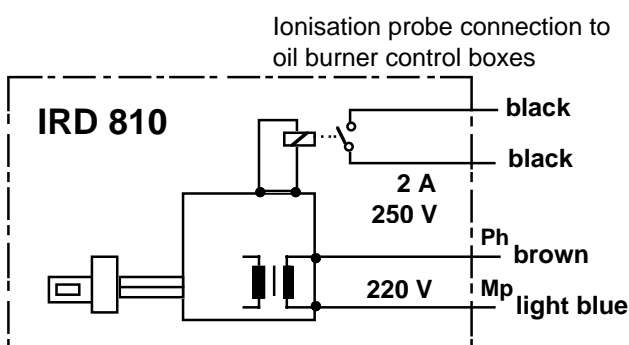 Ionisation probe connection to
oil burner control boxes
IRD 810
black
black
2 A
250 V
Ph
brown
220 V
Mp
light blue